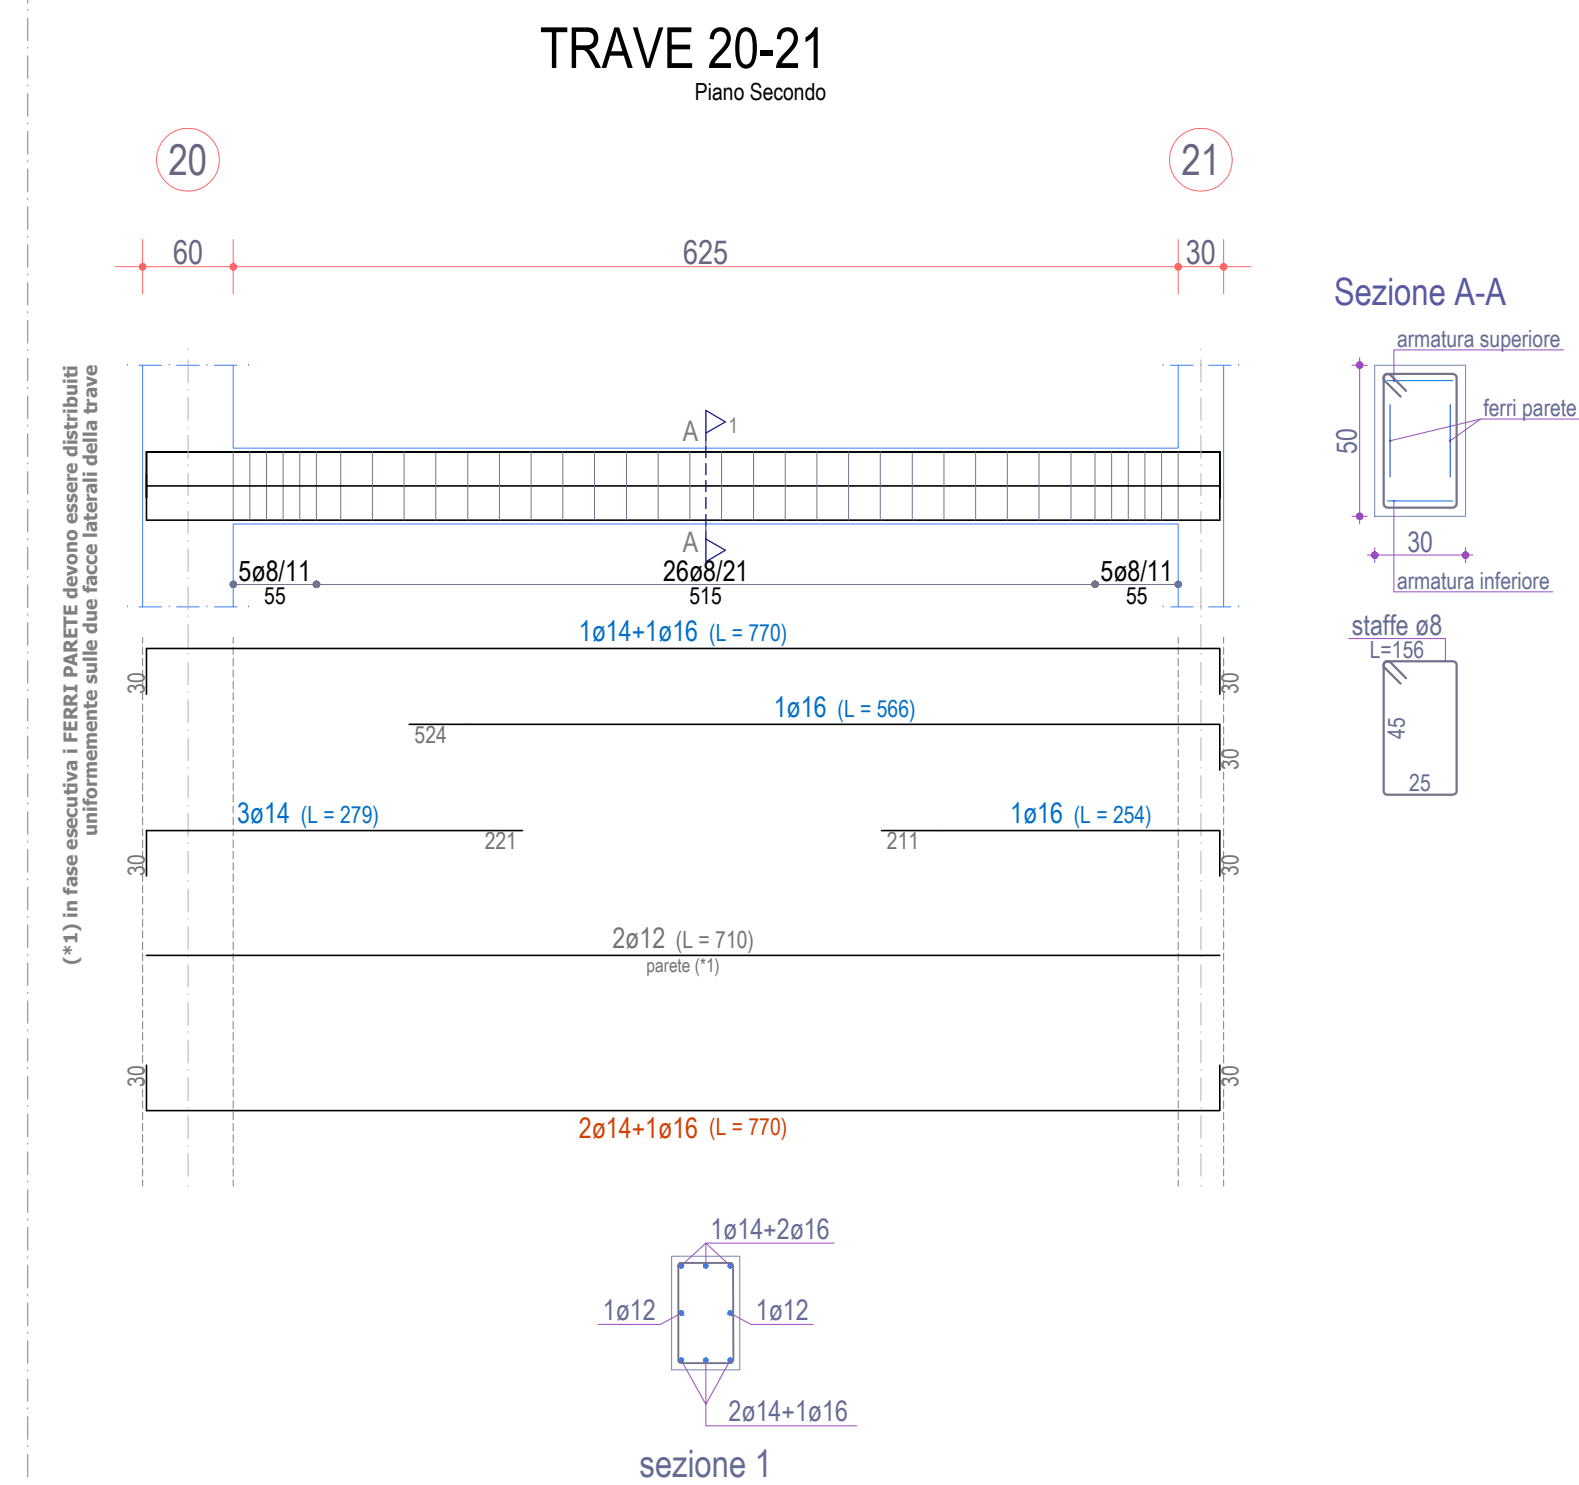 TRAVE 20-21
Piano Secondo
20
21
60
625
30
Sezione A-A
armatura superiore
ferri parete
50
30
armatura inferiore
staffe ø8
L=156
45
25
(*1) in fase esecutiva i FERRI PARETE devono essere distribuiti
uniformemente sulle due facce laterali della trave
A
1
A
5ø8/11
55
26ø8/21
515
5ø8/11
55
1ø14+1ø16 (L = 770)
30
30
1ø16 (L = 566)
524
30
3ø14 (L = 279)
221
30
1ø16 (L = 254)
211
30
2ø12 (L = 710)
parete (*1)
30
30
2ø14+1ø16 (L = 770)
1ø14+2ø16
1ø12
1ø12
2ø14+1ø16
sezione 1